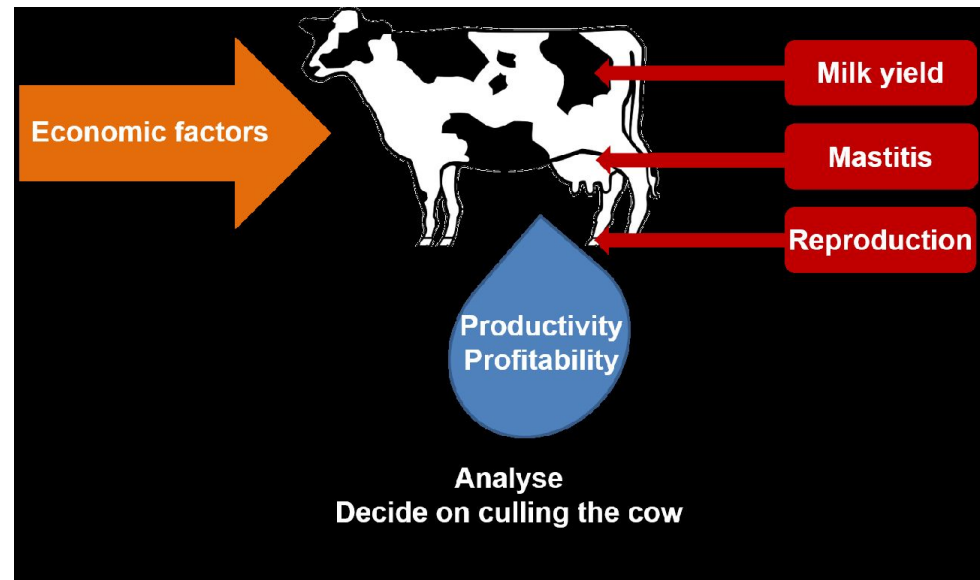 Economic factors
Milk yield
Mastitis
Reproduction
Productivity
Profitability
Analyse
Decide on culling the cow